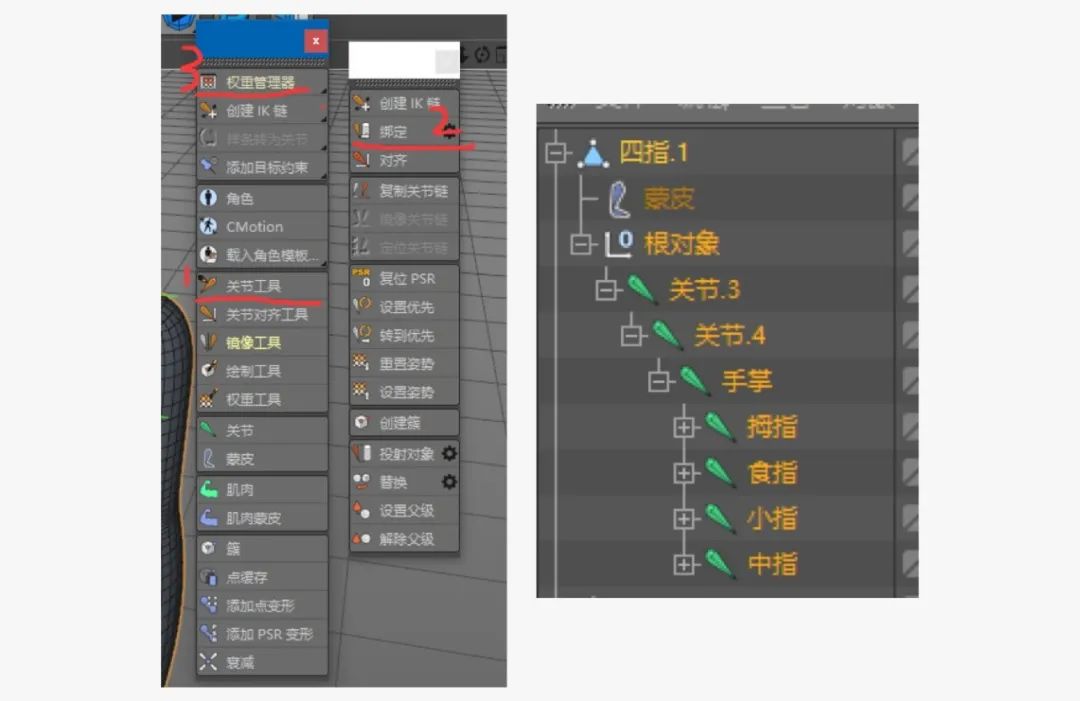 x
3
权重管理器
创建 IK 链
样条转为关节
添加目标约束
角色
CMotion
载入角色模板...
1
关节工具
关节对齐工具
镜像工具
绘制工具
权重工具
关节
蒙皮
肌肉
肌肉蒙皮
簇
点缓存
添加点变形
添加 PSR 变形
衰减
创建 IK 链
2
绑定
对齐
复制关节链
镜像关节链
定位关节链
PSR
0
复位 PSR
设置优先
转到优先
重置姿势
设置姿势
创建簇
投射对象
替换
设置父级
解除父级
四指.1
蒙皮
0
根对象
关节.3
关节.4
手掌
拇指
食指
小指
中指